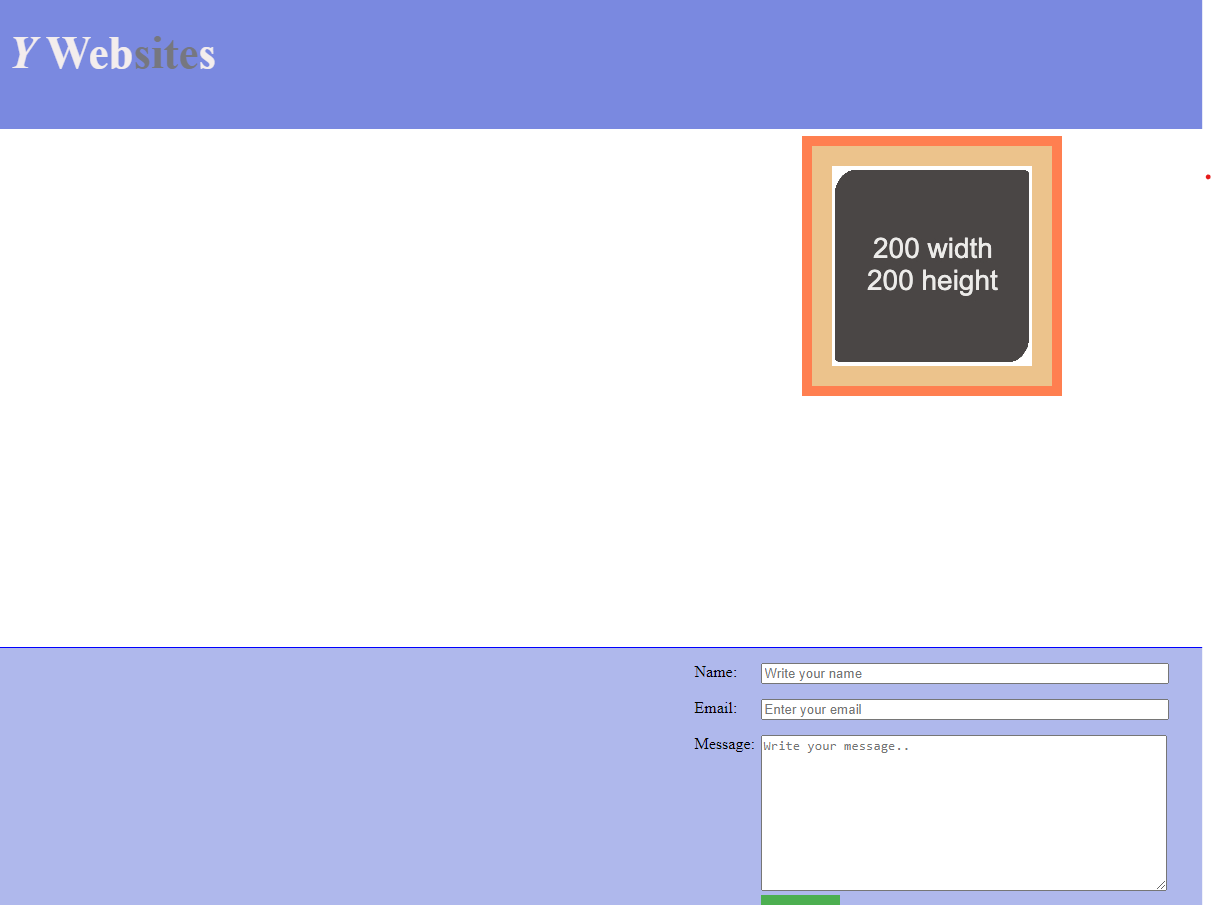 Y Websites
200 width
200 height
Name: Write your name
Email: Enter your email
Message: Write your message..